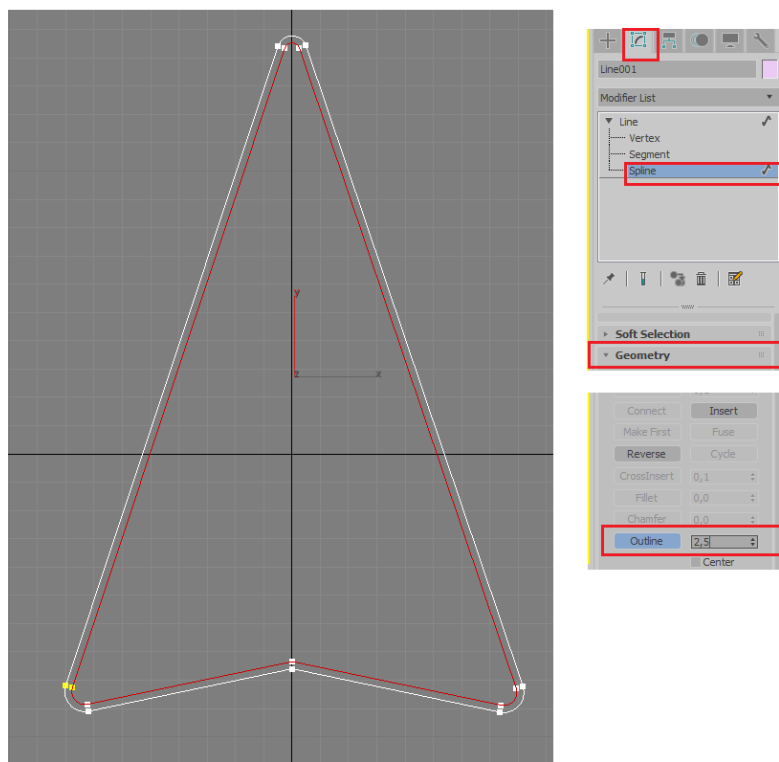 y
z
x
Line001
Modifier List
Line
Vertex
Segment
Spline
Soft Selection
Geometry
Connect Insert
Make First Fuse
Reverse Cycle
CrossInsert 0,1
Fillet 0,0
Chamfer 0,0
Outline 2,5
Center